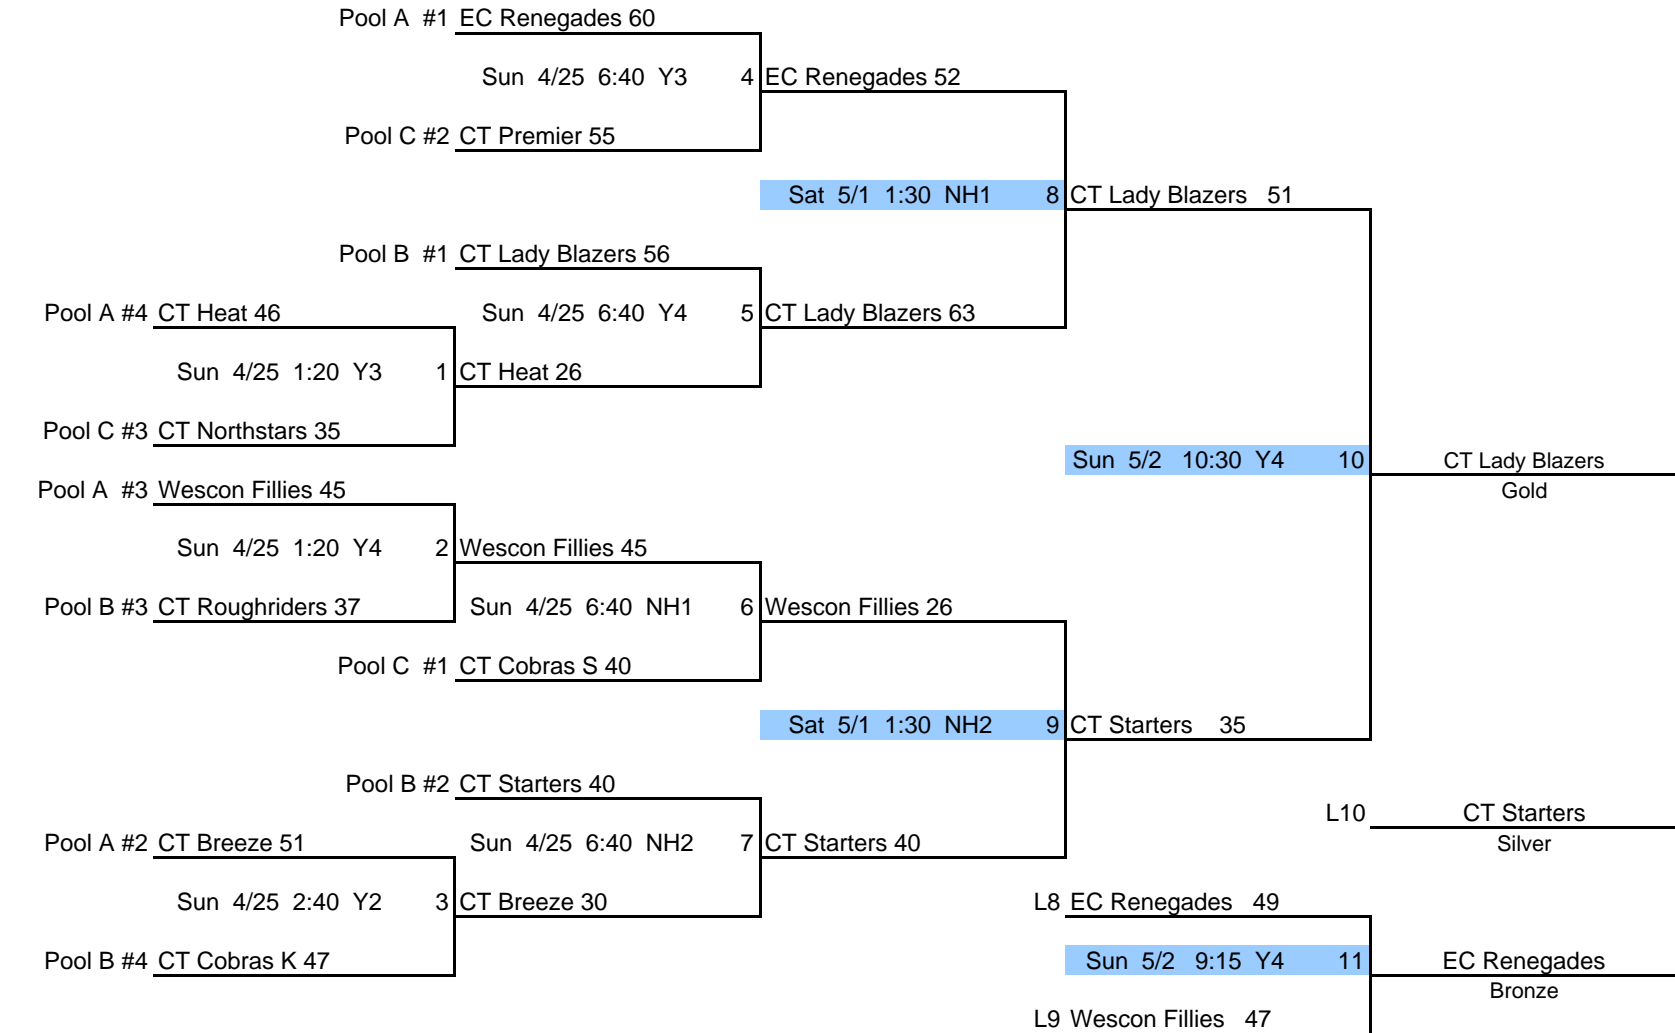 Pool A #1 EC Renegades 60
Sun 4/25 6:40 Y3 4 EC Renegades 52
Pool C #2 CT Premier 55
Sat 5/1 1:30 NH1 8 CT Lady Blazers 51
Pool B #1 CT Lady Blazers 56
Pool A #4 CT Heat 46 Sun 4/25 6:40 Y4 5 CT Lady Blazers 63
Sun 4/25 1:20 Y3 1 CT Heat 26
Pool C #3 CT Northstars 35
Sun 5/2 10:30 Y4 10 CT Lady Blazers
Pool A #3 Wescon Fillies 45 Gold
Sun 4/25 1:20 Y4 2 Wescon Fillies 45
Pool B #3 CT Roughriders 37 Sun 4/25 6:40 NH1 6 Wescon Fillies 26
Pool C #1 CT Cobras S 40
Sat 5/1 1:30 NH2 9 CT Starters 35
Pool B #2 CT Starters 40
L10 CT Starters
Pool A #2 CT Breeze 51 Sun 4/25 6:40 NH2 7 CT Starters 40 Silver
Sun 4/25 2:40 Y2 3 CT Breeze 30 L8 EC Renegades 49
Pool B #4 CT Cobras K 47 Sun 5/2 9:15 Y4 11 EC Renegades
Bronze
L9 Wescon Fillies 47